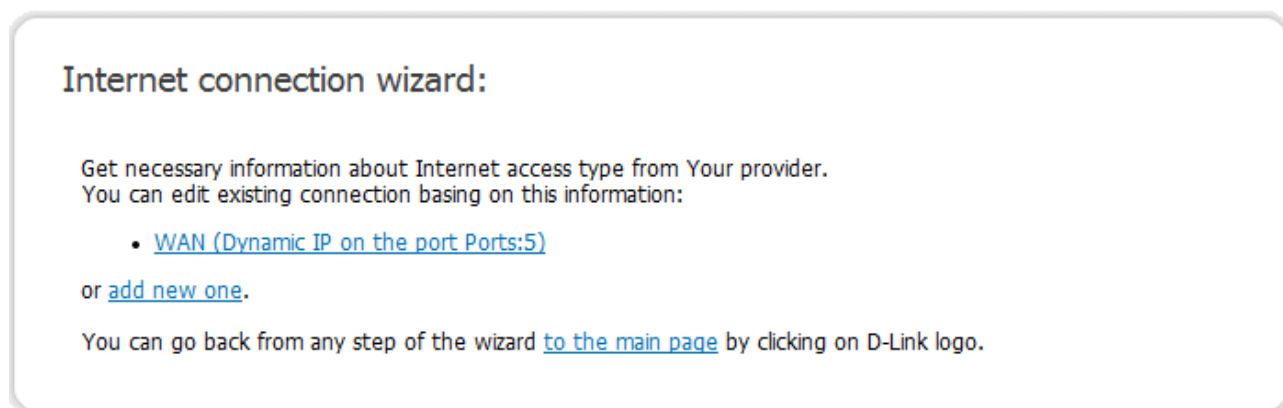 Internet connection wizard:
Get necessary information about Internet access type from Your provider.
You can edit existing connection basing on this information:
• WAN (Dynamic IP on the port Ports:5)
or add new one.
You can go back from any step of the wizard to the main page by clicking on D-Link logo.